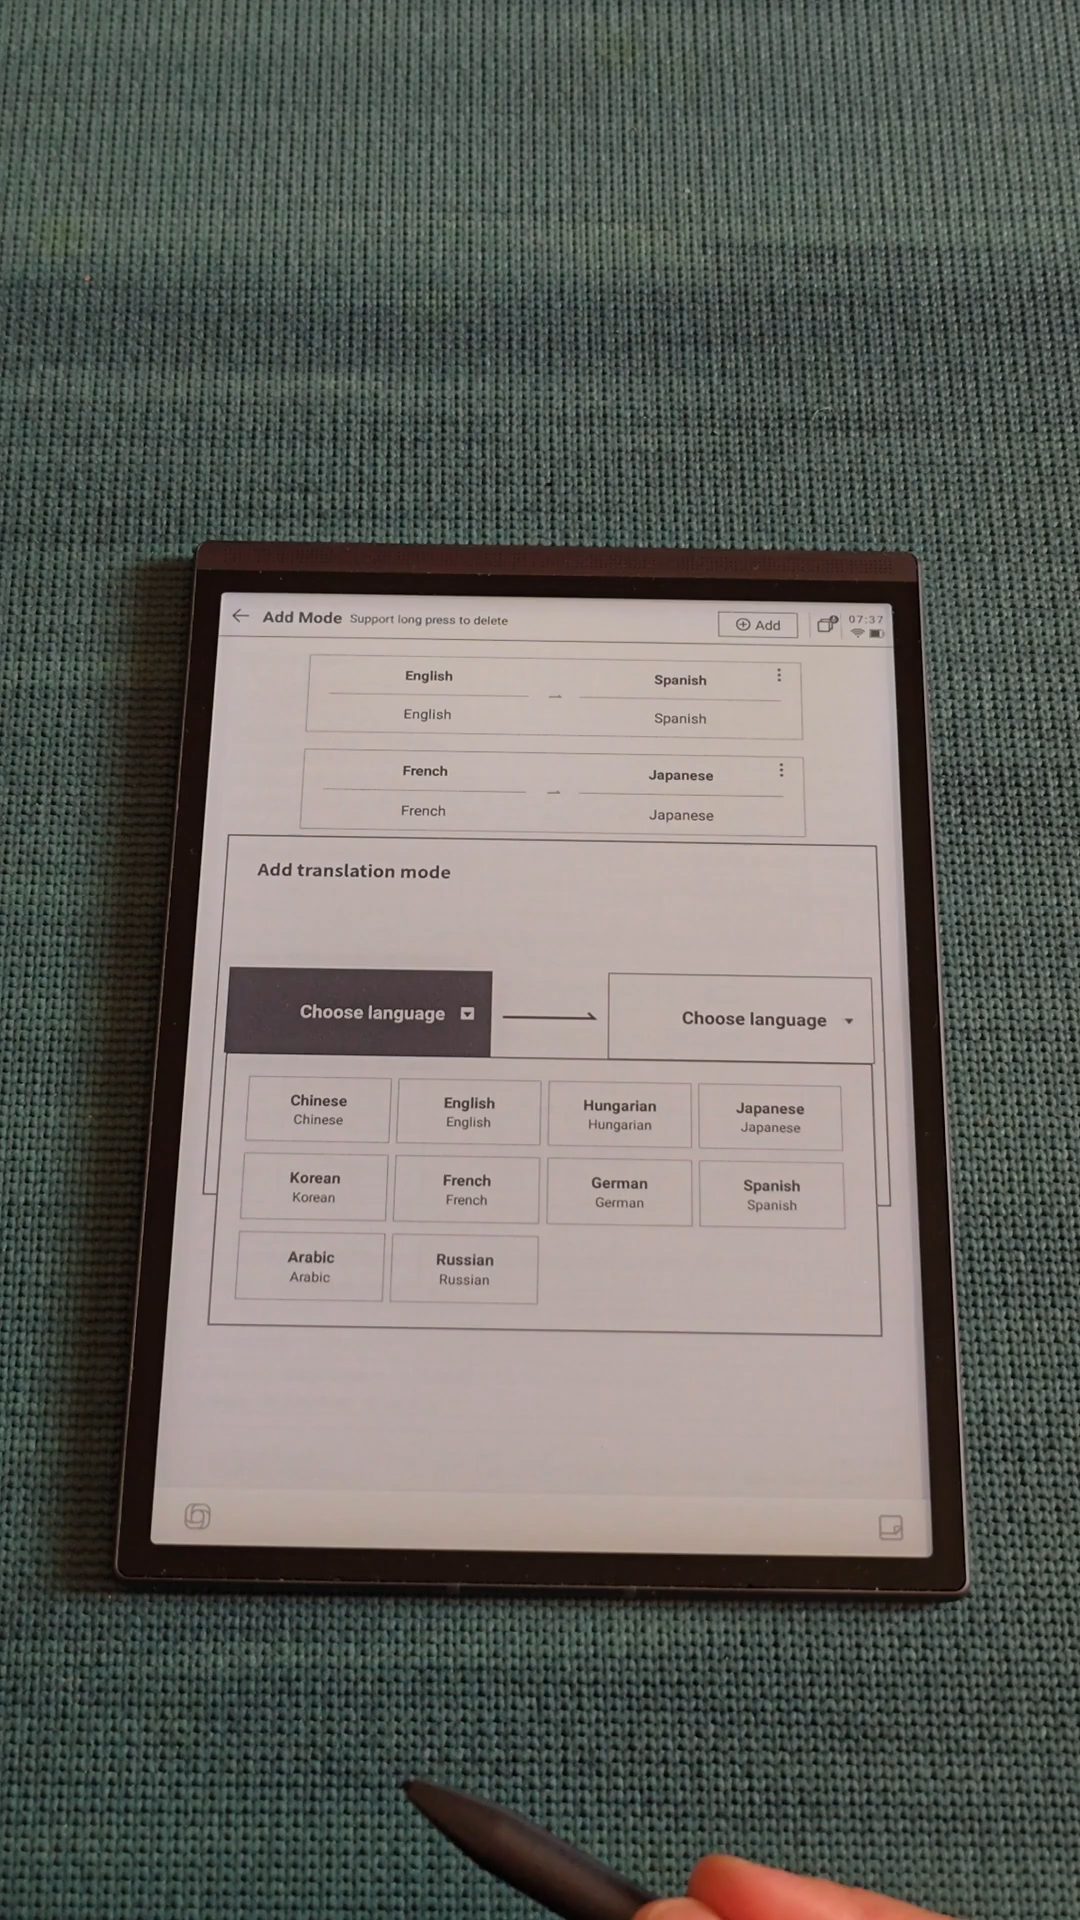 Add Mode Support long press to delete
Add
07:37
English Spanish
English Spanish
French Japanese
French Japanese
Add translation mode
Choose language Choose language
Chinese English Hungarian Japanese
Chinese English Hungarian Japanese
Korean French German Spanish
Korean French German Spanish
Arabic Russian
Arabic Russian